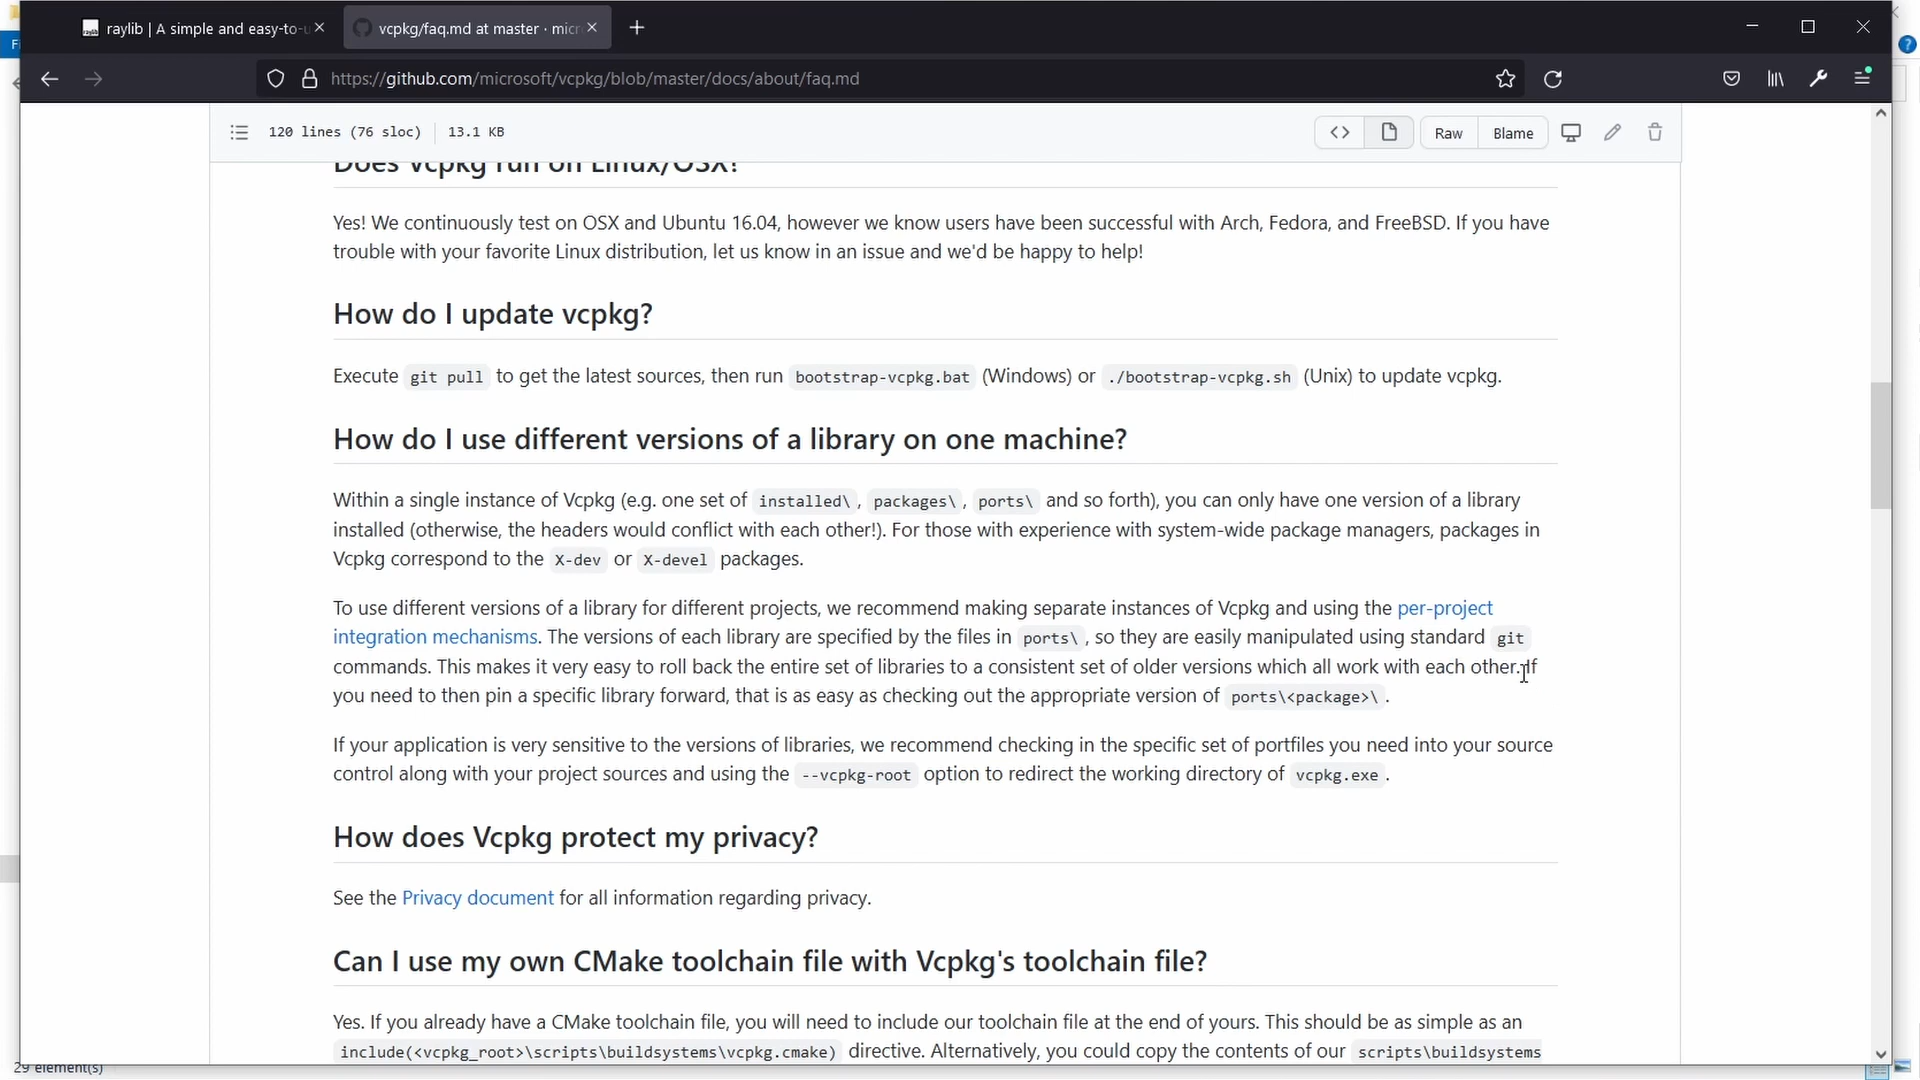 raylib | A simple and easy-to-u
vcpkg/faq.md at master · micr
https://github.com/microsoft/vcpkg/blob/master/docs/about/faq.md
120 lines (76 sloc) 13.1 KB
Raw Blame
Does Vcpkg run on Linux/OSX?
Yes! We continuously test on OSX and Ubuntu 16.04, however we know users have been successful with Arch, Fedora, and FreeBSD. If you have
trouble with your favorite Linux distribution, let us know in an issue and we'd be happy to help!
How do I update vcpkg?
Execute git pull to get the latest sources, then run bootstrap-vcpkg.bat (Windows) or ./bootstrap-vcpkg.sh (Unix) to update vcpkg.
How do I use different versions of a library on one machine?
Within a single instance of Vcpkg (e.g. one set of installed\ , packages\ , ports\ and so forth), you can only have one version of a library
installed (otherwise, the headers would conflict with each other!). For those with experience with system-wide package managers, packages in
Vcpkg correspond to the X-dev or X-devel packages.
To use different versions of a library for different projects, we recommend making separate instances of Vcpkg and using the per-project
integration mechanisms. The versions of each library are specified by the files in ports\ , so they are easily manipulated using standard git
commands. This makes it very easy to roll back the entire set of libraries to a consistent set of older versions which all work with each other. If
you need to then pin a specific library forward, that is as easy as checking out the appropriate version of ports\<package>\ .
If your application is very sensitive to the versions of libraries, we recommend checking in the specific set of portfiles you need into your source
control along with your project sources and using the --vcpkg-root option to redirect the working directory of vcpkg.exe .
How does Vcpkg protect my privacy?
See the Privacy document for all information regarding privacy.
Can I use my own CMake toolchain file with Vcpkg's toolchain file?
Yes. If you already have a CMake toolchain file, you will need to include our toolchain file at the end of yours. This should be as simple as an
include(<vcpkg_root>\scripts\buildsystems\vcpkg.cmake) directive. Alternatively, you could copy the contents of our scripts\buildsystems
29 element(s)